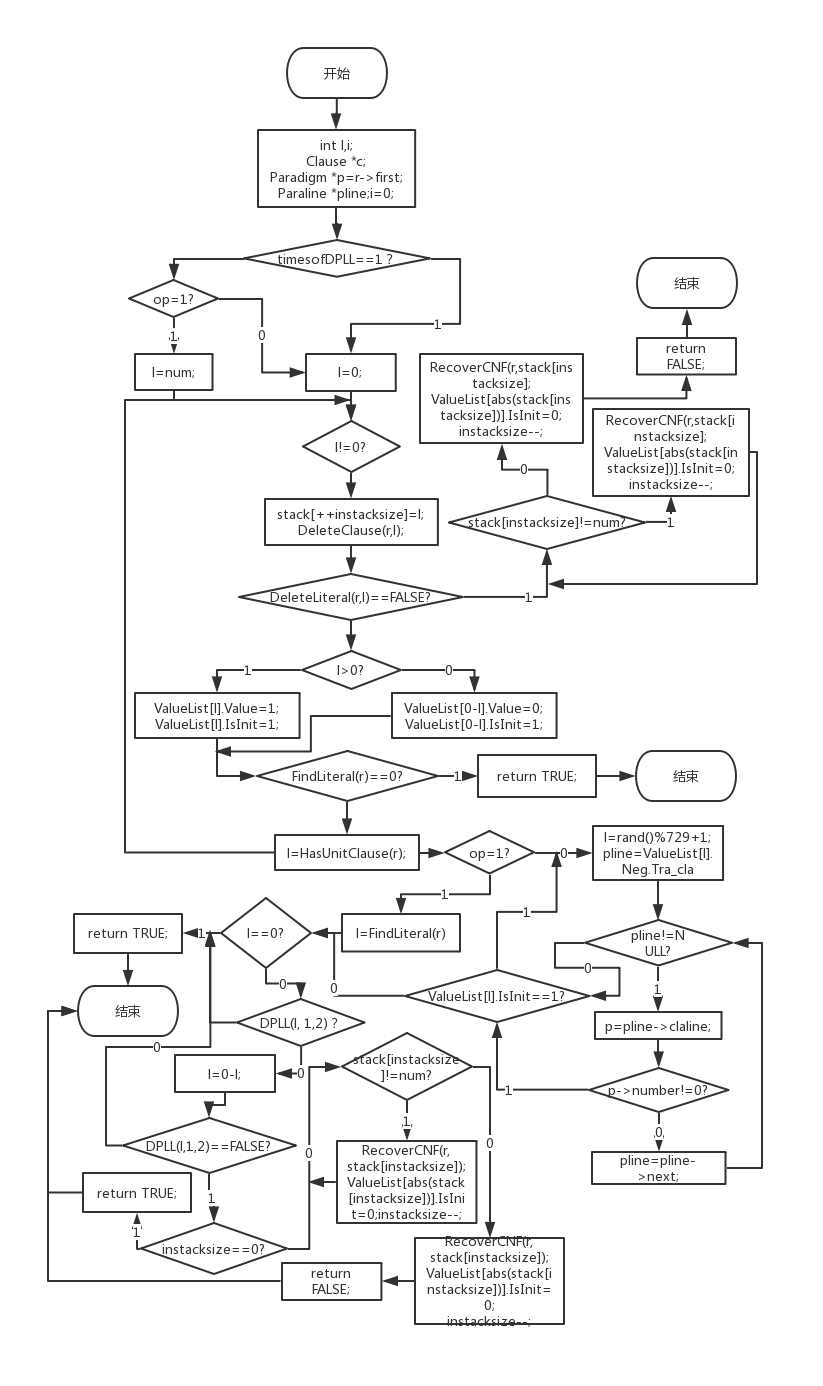 开始
int l,i;
Clause *c;
Paradigm *p=r->first;
Paraline *pline;i=0;
timesofDPLL==1 ?
op=1?
1
0
1
l=num;
l=0;
结束
return
FALSE;
RecoverCNF(r,stack[ins
tacksize];
ValueList[abs(stack[ins
tacksize])].IsInit=0;
instacksize--;
RecoverCNF(r,stack[i
nstacksize];
ValueList[abs(stack[in
stacksize])].IsInit=0;
instacksize--;
l!=0?
0
stack[++instacksize]=l;
DeleteClause(r,l);
stack[instacksize]!=num?
1
DeleteLiteral(r,l)==FALSE?
1
l>0?
1
0
ValueList[l].Value=1;
ValueList[l].IsInit=1;
ValueList[0-l].Value=0;
ValueList[0-l].IsInit=1;
FindLiteral(r)==0?
1
return TRUE;
结束
l=HasUnitClause(r);
op=1?
0
l=rand()%729+1;
pline=ValueList[l].
Neg.Tra_cla
1
1
return TRUE;
1
l==0?
l=FindLiteral(r)
pline!=N
ULL?
0
0
0
1
ValueList[l].IsInit==1?
结束
DPLL(l, 1,2) ?
p=pline->claline;
0
l=0-l;
0
stack[instacksize
]!=num?
1
p->number!=0?
1
0
0
DPLL(l,1,2)==FALSE?
0
0
RecoverCNF(r,
stack[instacksize]);
ValueList[abs(stack
[instacksize])].IsIni
t=0;instacksize--;
pline=pline-
>next;
return TRUE;
1
1
instacksize==0?
RecoverCNF(r,
stack[instacksize]);
ValueList[abs(stack[i
nstacksize])].IsInit=
0;
instacksize--;
return
FALSE;